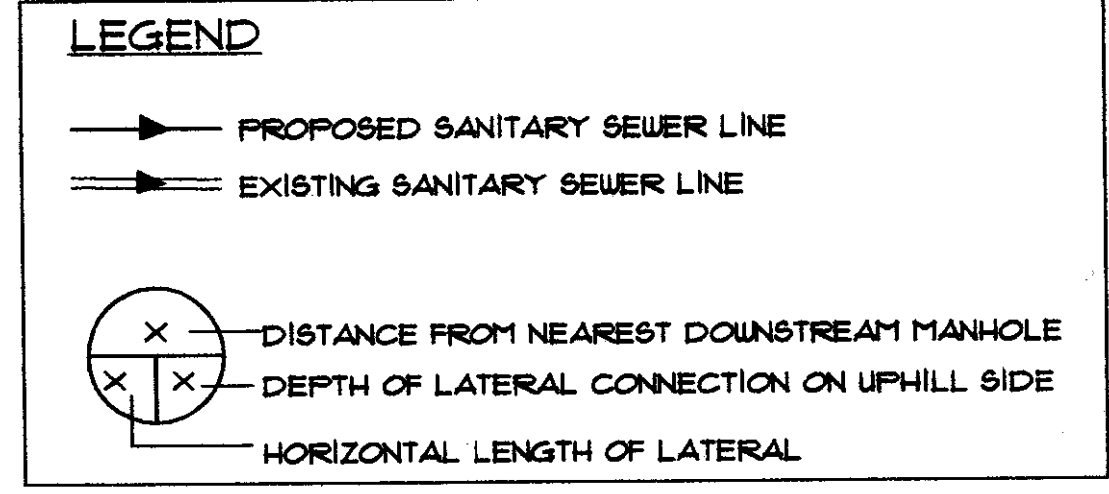 LEGEND
PROPOSED SANITARY SEWER LINE
EXISTING SANITARY SEWER LINE
X
DISTANCE FROM NEAREST DOWNSTREAM MANHOLE
X X
DEPTH OF LATERAL CONNECTION ON UPHILL SIDE
HORIZONTAL LENGTH OF LATERAL